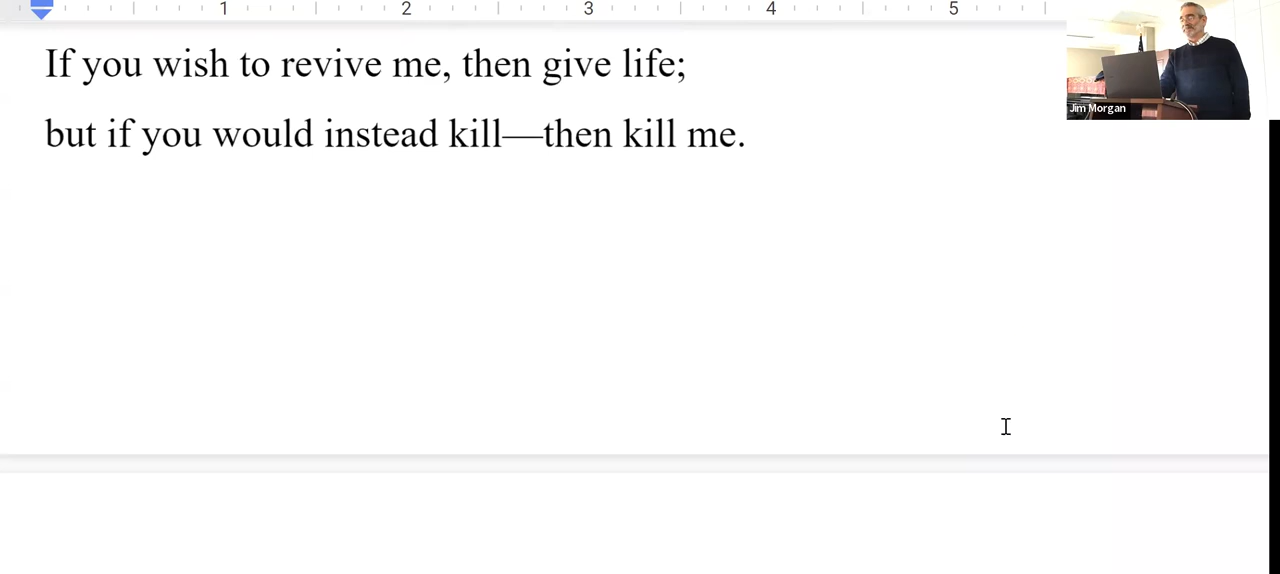 1 2 3 4 5
If you wish to revive me, then give life;
but if you would instead kill—then kill me.
Jim Morgan